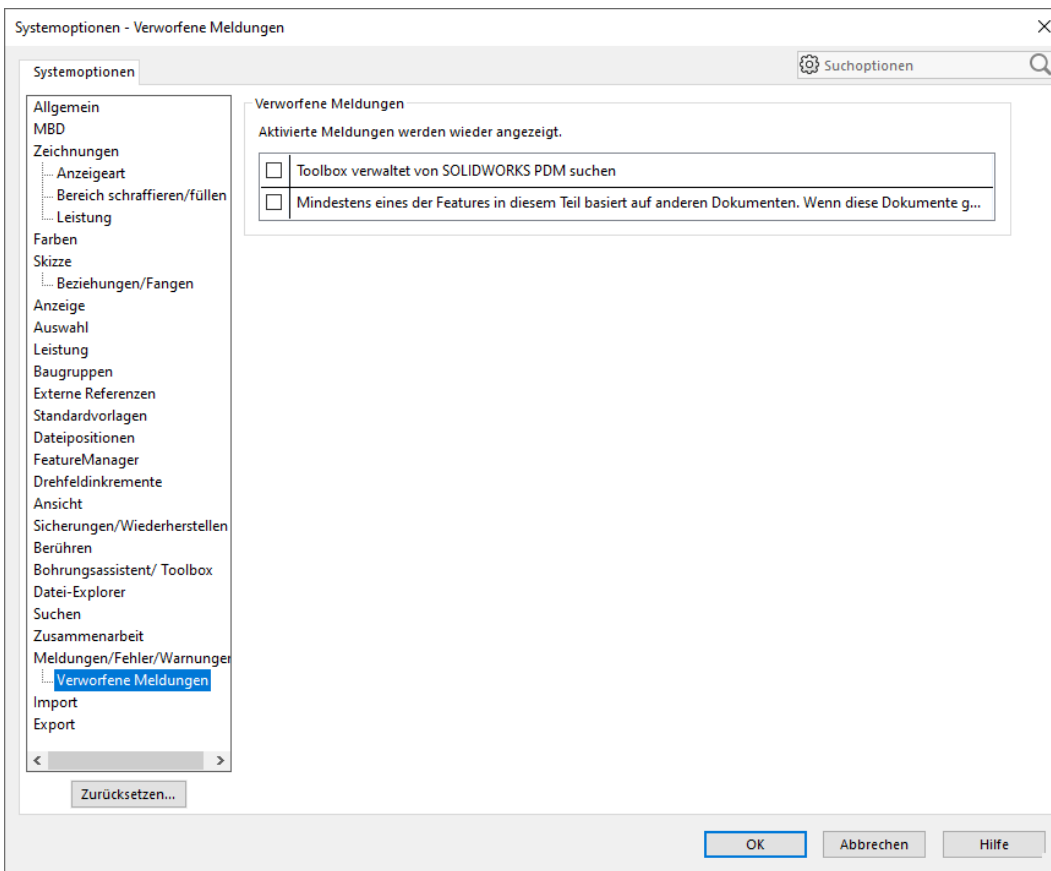 Systemoptionen - Verworfene Meldungen
Systemoptionen
Suchoptionen
Allgemein
MBD
Zeichnungen
Anzeigeart
Bereich schraffieren/füllen
Leistung
Farben
Skizze
Beziehungen/Fangen
Anzeige
Auswahl
Leistung
Baugruppen
Externe Referenzen
Standardvorlagen
Dateipositionen
FeatureManager
Drehfeldinkremente
Ansicht
Sicherungen/Wiederherstellen
Berühren
Bohrungsassistent/ Toolbox
Datei-Explorer
Suchen
Zusammenarbeit
Meldungen/Fehler/Warnungen
Verworfene Meldungen
Import
Export
Zurücksetzen...
Verworfene Meldungen
Aktivierte Meldungen werden wieder angezeigt.
Toolbox verwaltet von SOLIDWORKS PDM suchen
Mindestens eines der Features in diesem Teil basiert auf anderen Dokumenten. Wenn diese Dokumente g...
OK
Abbrechen
Hilfe